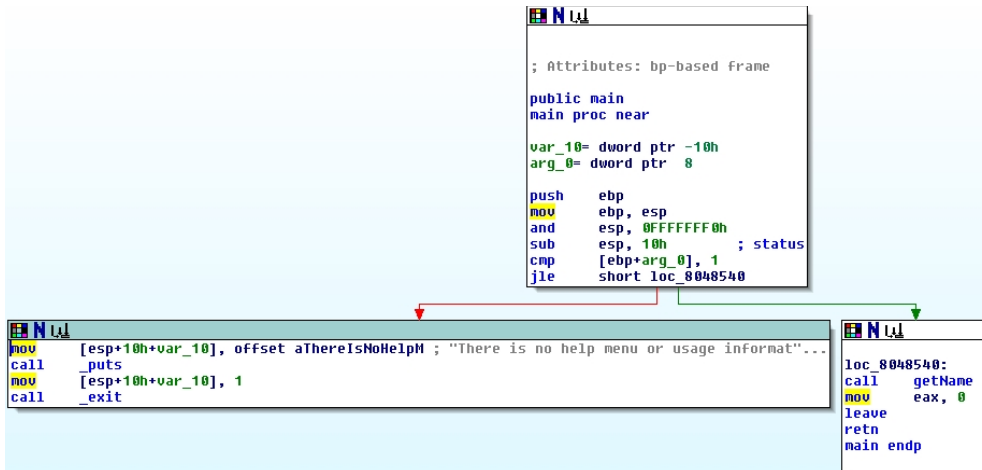 ; Attributes: bp-based frame
public main
main proc near
var_10= dword ptr -10h
arg_0= dword ptr  8
push    ebp
mov     ebp, esp
and     esp, 0FFFFFFF0h
sub     esp, 10h        ; status
cmp     [ebp+arg_0], 1
jle     short loc_8048540
mov     [esp+10h+var_10], offset aThereIsNoHelpM ; "There is no help menu or usage informat"...
call    _puts
mov     [esp+10h+var_10], 1
call    _exit
loc_8048540:
call    getName
mov     eax, 0
leave
retn
main endp